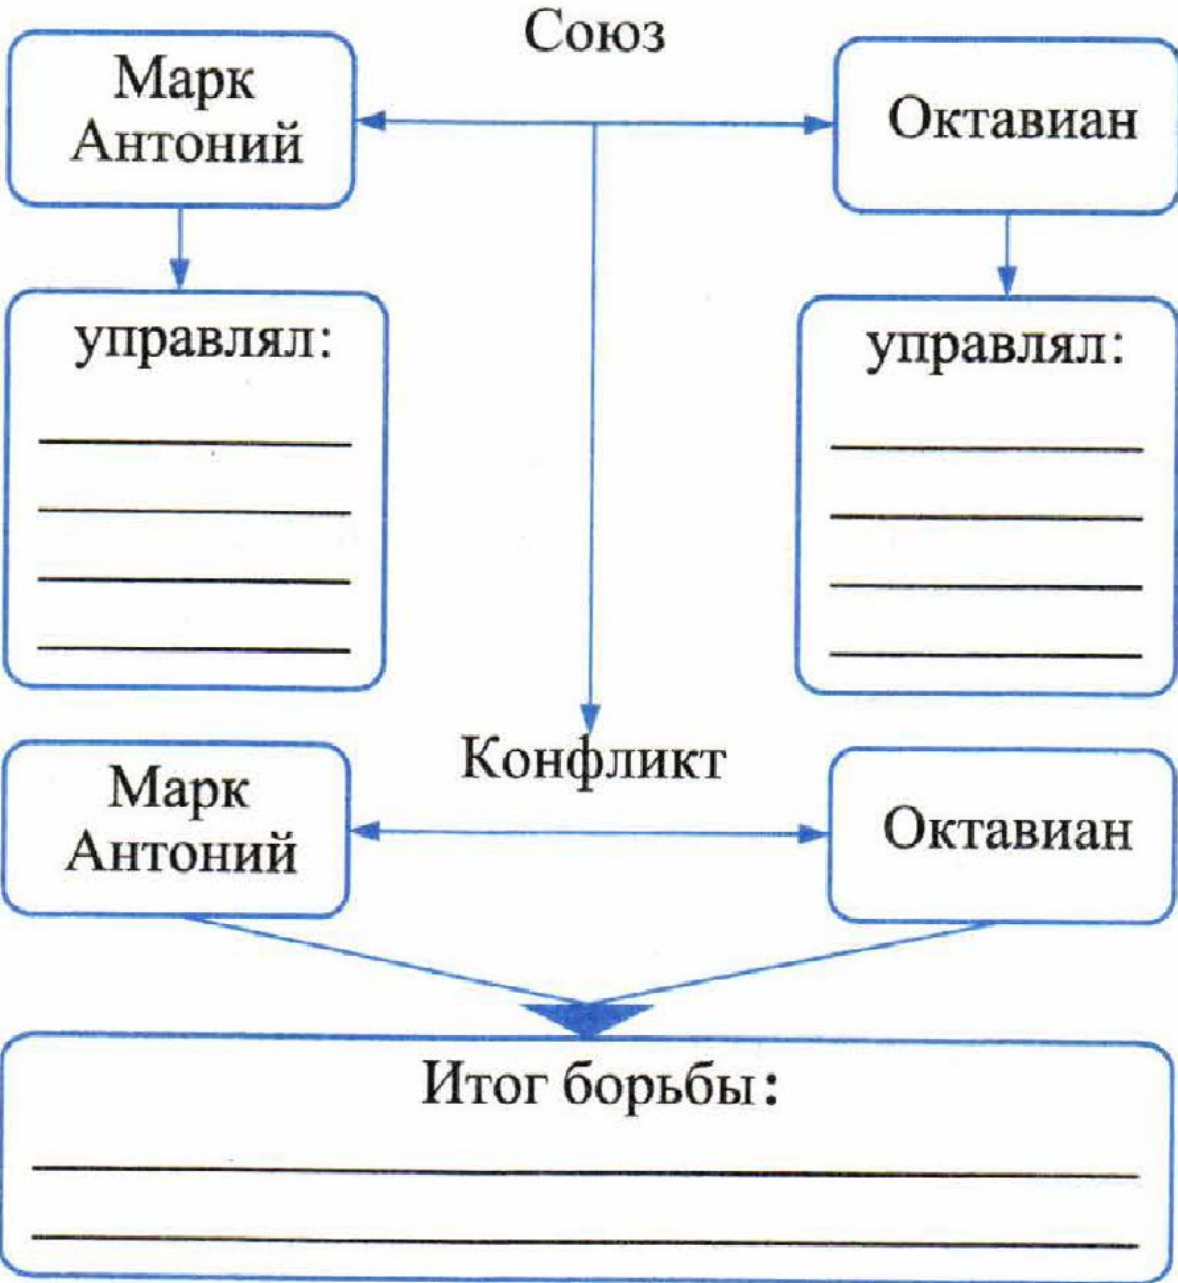 Союз
Марк
Антоний
Октавиан
управлял:
управлял:
Конфликт
Марк
Антоний
Октавиан
Итог борьбы: